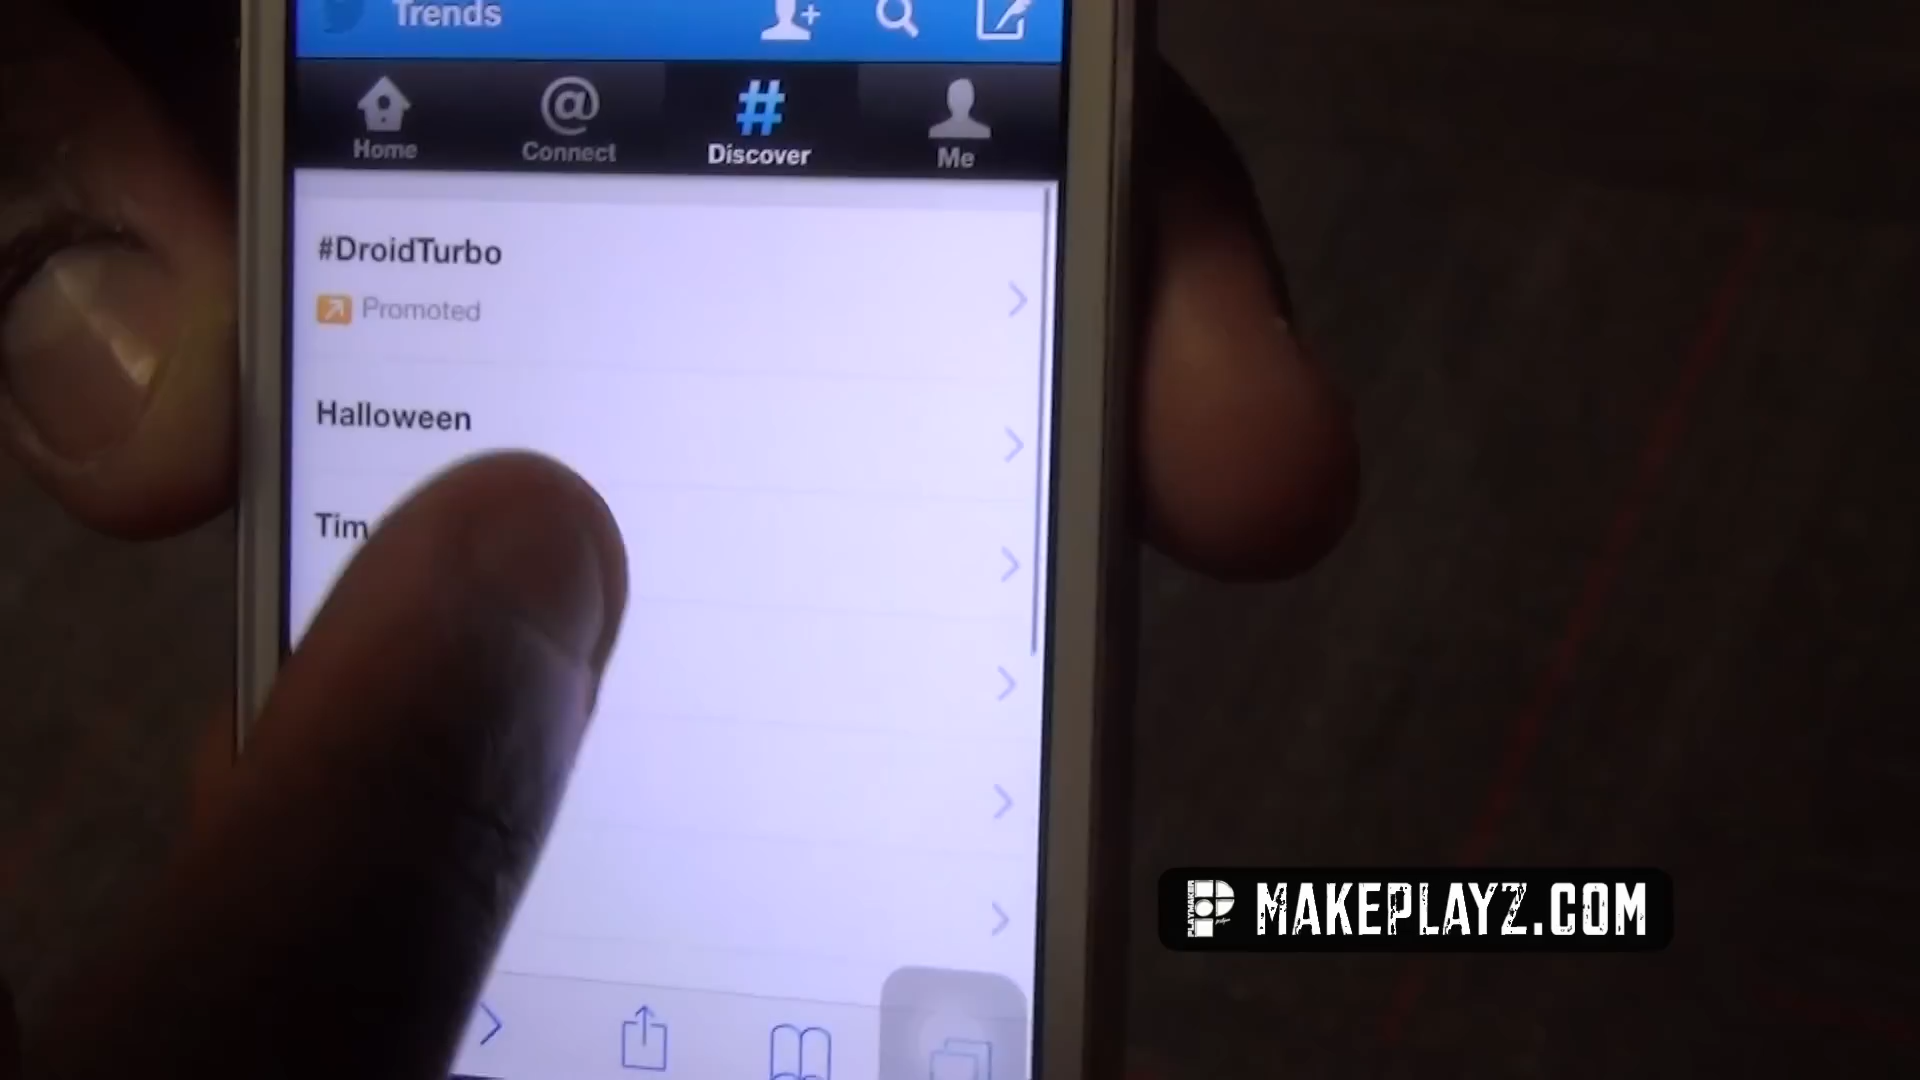 Trends
Home
Connect
Discover
Me
#DroidTurbo
Promoted
Halloween
Tim
MAKEPLAYZ.COM